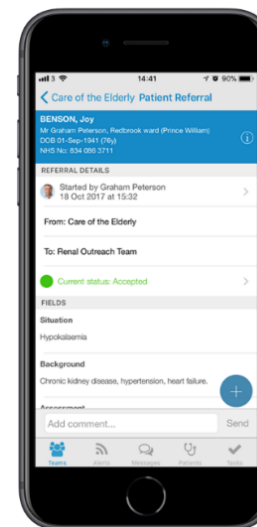 3
14:41
90%
Care of the Elderly Patient Referral
BENSON, Joy
Mr Graham Peterson, Redbrook ward (Prince William)
DOB 01-Sep-1941 (76y)
NHS No: 834 086 3711
REFERRAL DETAILS
Started by Graham Peterson
18 Oct 2017 at 15:32
From: Care of the Elderly
To: Renal Outreach Team
Current status: Accepted
FIELDS
Situation
Hypokalaemia
Background
Chronic kidney disease, hypertension, heart failure.
Assessment
Add comment...
Send
Teams
Alerts
Messages
Patients
Tasks